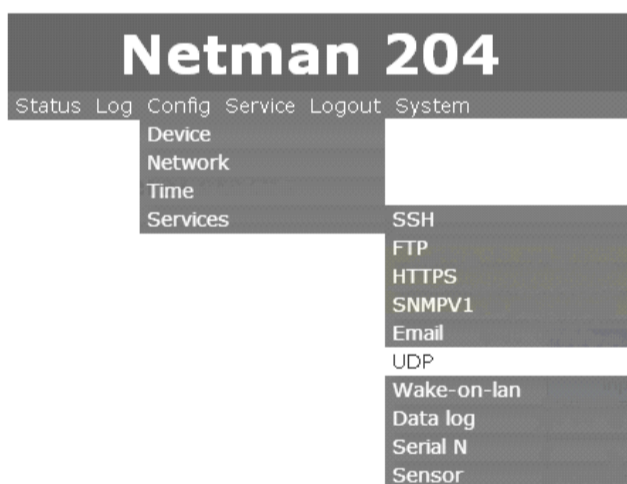 Netman 204
Status Log Config Service Logout System
Device
Network
Time
Services
SSH
FTP
HTTPS
SNMPV1
Email
UDP
Wake-on-lan
Data log
Serial N
Sensor